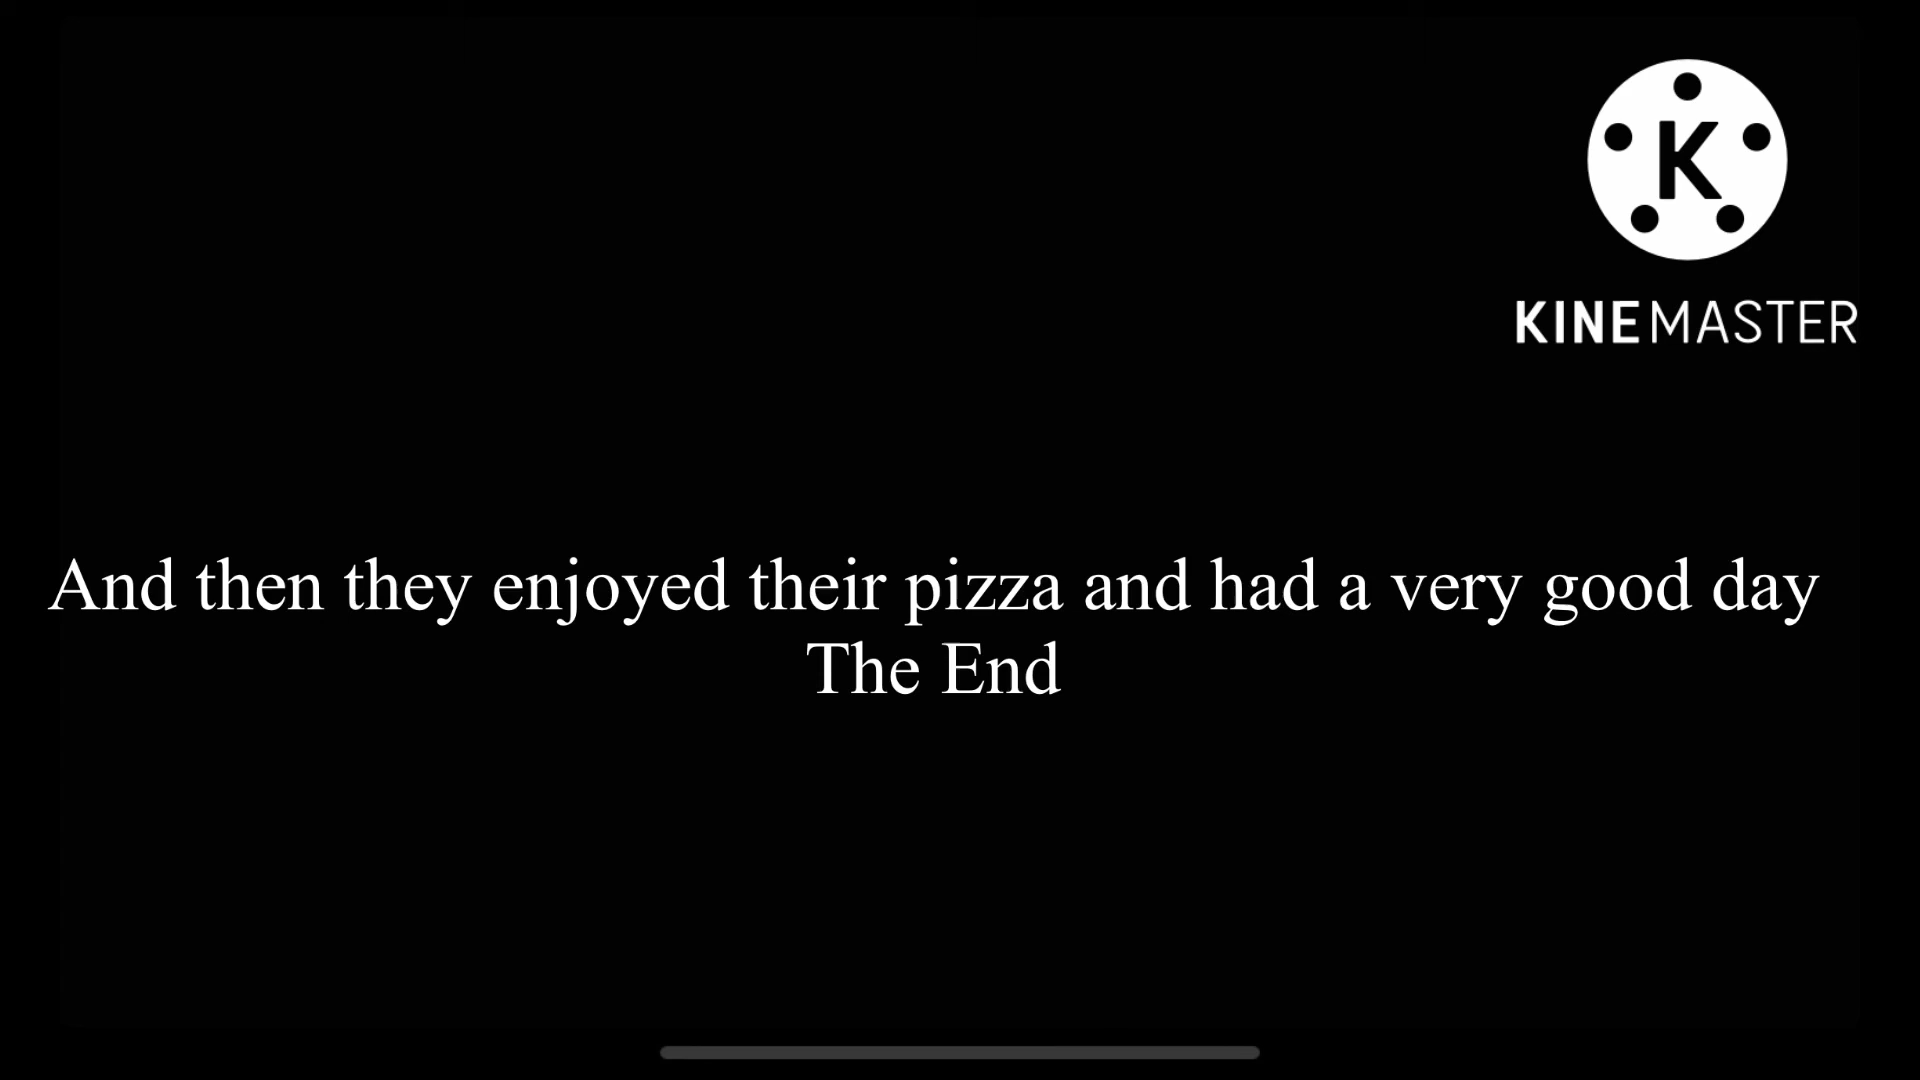 K
KINEMASTER
And then they enjoyed their pizza and had a very good day
The End